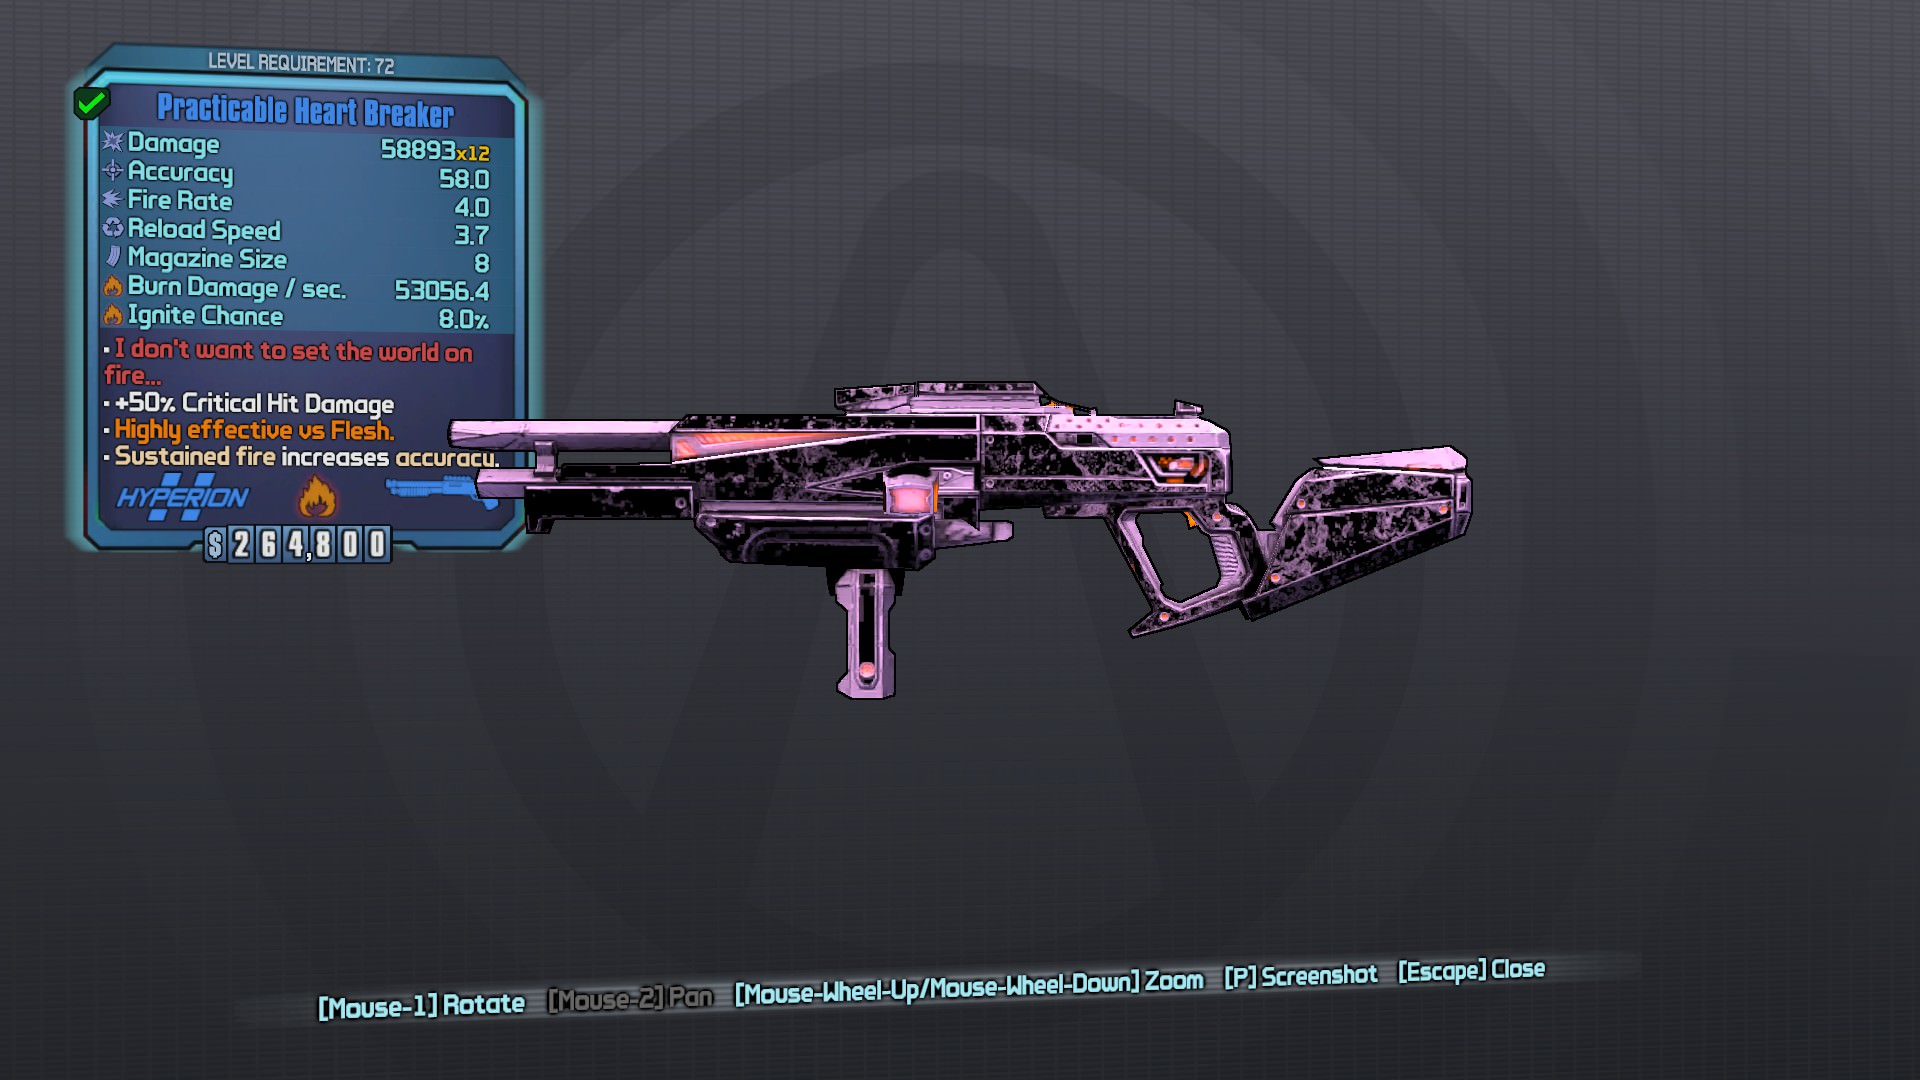 LEVEL REQUIREMENT: 72
Practicable Heart Breaker
Damage 58893x12
Accuracy 58.0
Fire Rate 4.0
Reload Speed 3.7
Magazine Size 8
Burn Damage / sec. 53056.4
Ignite Chance 8.0%
• I don't want to set the world on
fire...
• +50% Critical Hit Damage
• Highly effective vs Flesh.
• Sustained fire increases accuracy.
HYPERION
$264,800
[Mouse-1] Rotate [Mouse-2] Pan [Mouse-Wheel-Up/Mouse-Wheel-Down] Zoom [P] Screenshot [Escape] Close